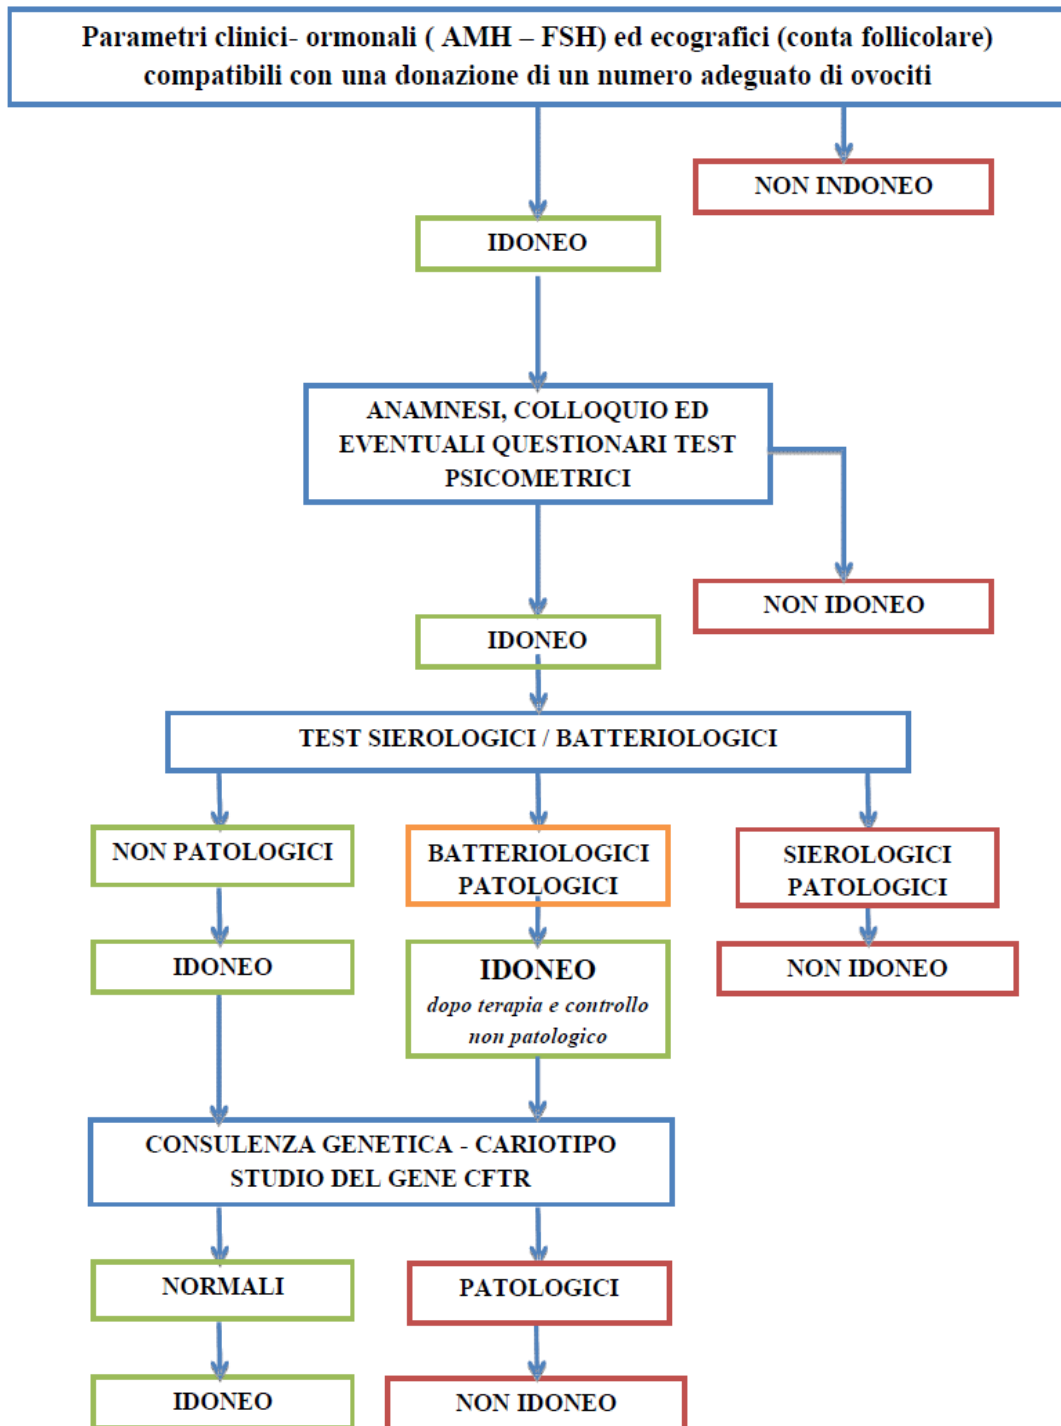 Parametri clinici- ormonali ( AMH – FSH) ed ecografici (conta follicolare)
compatibili con una donazione di un numero adeguato di ovociti
NON INDONEO
IDONEO
ANAMNESI, COLLOQUIO ED
EVENTUALI QUESTIONARI TEST
PSICOMETRICI
NON IDONEO
IDONEO
TEST SIEROLOGICI / BATTERIOLOGICI
NON PATOLOGICI
BATTERIOLOGICI
PATOLOGICI
SIEROLOGICI
PATOLOGICI
IDONEO
IDONEO
dopo terapia e controllo
non patologico
NON IDONEO
CONSULENZA GENETICA - CARIOTIPO
STUDIO DEL GENE CFTR
NORMALI
PATOLOGICI
IDONEO
NON IDONEO